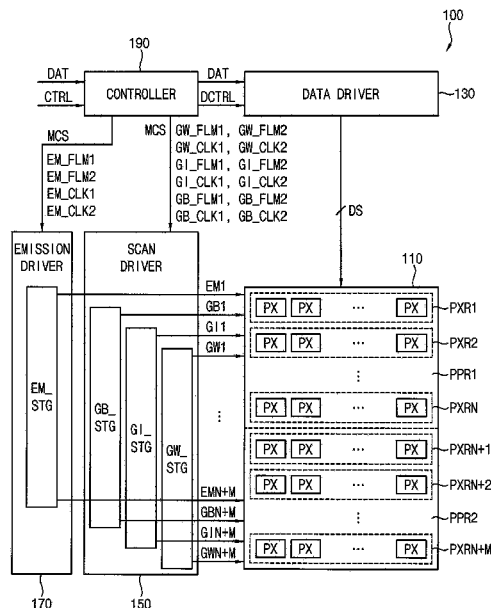 100
190
DAT
CTRL
CONTROLLER
DAT
DCTRL
DATA DRIVER
130
MCS
EM_FLM1
EM_FLM2
EM_CLK1
EM_CLK2
MCS
GW_FLM1, GW_FLM2
GW_CLK1, GW_CLK2
GI_FLM1, GI_FLM2
GI_CLK1, GI_CLK2
GB_FLM1, GB_FLM2
GB_CLK1, GB_CLK2
DS
EMISSION
DRIVER
SCAN
DRIVER
110
EM_
STG
GB_
STG
GI_
STG
GW_
STG
EM1
GB1
GI1
GW1
⋮
EMN+M
GBN+M
GIN+M
GWN+M
PX PX ⋯ PX PXR1
PX PX ⋯ PX PXR2
⋮ PPR1
PX PX ⋯ PX PXRN
PX PX ⋯ PX PXRN+1
PX PX ⋯ PX PXRN+2
⋮ PPR2
PX PX ⋯ PX PXRN+M
170
150